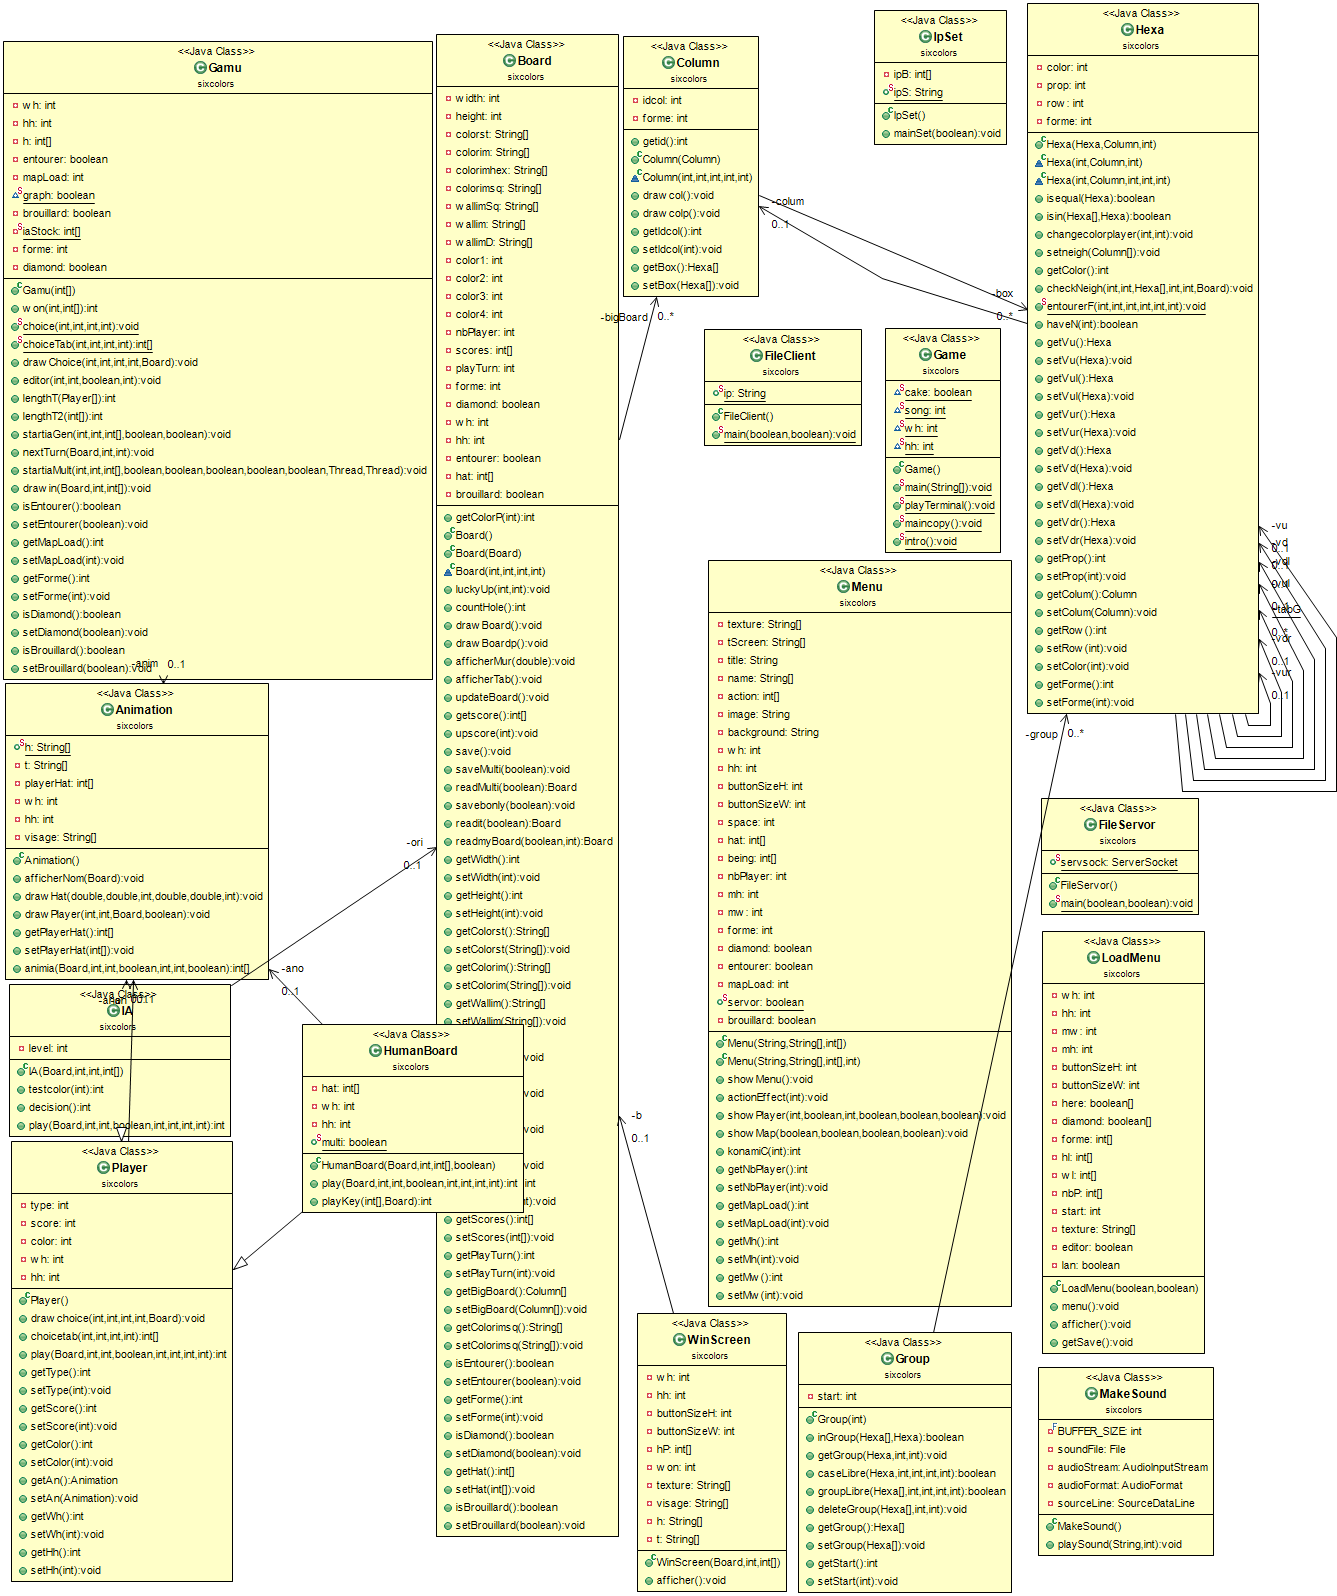 <<Java Class>>
Gamu
sixcolors
wh: int
hh: int
h: int[]
entourer: boolean
mapLoad: int
graph: boolean
brouillard: boolean
iaStock: int[]
forme: int
diamond: boolean
Gamu(int[])
won(int,int[]):int
choice(int,int,int,int):void
choiceTab(int,int,int,int):int[]
drawChoice(int,int,int,int,Board):void
editor(int,int,boolean,int):void
lengthT(Player[]):int
lengthT2(int[]):int
startiaGen(int,int,int[],boolean,boolean):void
nextTurn(Board,int,int):void
startiaMult(int,int,int[],boolean,boolean,boolean,boolean,boolean,Thread,Thread):void
drawin(Board,int,int[]):void
isEntourer():boolean
setEntourer(boolean):void
getMapLoad():int
setMapLoad(int):void
getForme():int
setForme(int):void
isDiamond():boolean
setDiamond(boolean):void
isBrouillard():boolean
setBrouillard(boolean):void
-anim 0..1
<<Java Class>>
Animation
sixcolors
h: String[]
t: String[]
playerHat: int[]
wh: int
hh: int
visage: String[]
Animation()
afficherNom(Board):void
drawHat(double,double,int,double,double,int):void
drawPlayer(int,int,Board,boolean):void
getPlayerHat():int[]
setPlayerHat(int[]):void
animia(Board,int,int,boolean,int,int,boolean):int[]
<<Java Class>>
IA
sixcolors
level: int
IA(Board,int,int,int[])
testcolor(int):int
decision():int
play(Board,int,int,boolean,int,int,int,int):int
<<Java Class>>
Player
sixcolors
type: int
score: int
color: int
wh: int
hh: int
Player()
drawchoice(int,int,int,int,Board):void
choicetab(int,int,int,int):int[]
play(Board,int,int,boolean,int,int,int,int):int
getType():int
setType(int):void
getScore():int
setScore(int):void
getColor():int
setColor(int):void
getAn():Animation
setAn(Animation):void
getWh():int
setWh(int):void
getHh():int
setHh(int):void
-ori
0..1
-ano
0..1
<<Java Class>>
HumanBoard
sixcolors
hat: int[]
wh: int
hh: int
multi: boolean
HumanBoard(Board,int,int[],boolean)
play(Board,int,int,boolean,int,int,int,int):int
playKey(int[],Board):int
<<Java Class>>
Board
sixcolors
width: int
height: int
colorst: String[]
colorim: String[]
colorimhex: String[]
colorimsq: String[]
wallimSq: String[]
wallim: String[]
wallimD: String[]
color1: int
color2: int
color3: int
color4: int
nbPlayer: int
scores: int[]
playTurn: int
forme: int
diamond: boolean
wh: int
hh: int
entourer: boolean
hat: int[]
brouillard: boolean
getColorP(int):int
Board()
Board(Board)
Board(int,int,int,int)
luckyUp(int,int):void
countHole():int
drawBoard():void
drawBoardp():void
afficherMur(double):void
afficherTab():void
updateBoard():void
getscore():int[]
upscore(int):void
save():void
saveMulti(boolean):void
readMulti(boolean):Board
savebonly(boolean):void
readit(boolean):Board
readmyBoard(boolean,int):Board
getWidth():int
setWidth(int):void
getHeight():int
setHeight(int):void
getColorst():String[]
setColorst(String[]):void
getColorim():String[]
setColorim(String[]):void
getWallim():String[]
setWallim(String[]):void
void
void
void
void
int
):void
getScores():int[]
setScores(int[]):void
getPlayTurn():int
setPlayTurn(int):void
getBigBoard():Column[]
setBigBoard(Column[]):void
getColorimsq():String[]
setColorimsq(String[]):void
isEntourer():boolean
setEntourer(boolean):void
getForme():int
setForme(int):void
isDiamond():boolean
setDiamond(boolean):void
getHat():int[]
setHat(int[]):void
isBrouillard():boolean
setBrouillard(boolean):void
<<Java Class>>
Column
sixcolors
idcol: int
forme: int
getid():int
Column(Column)
Column(int,int,int,int,int)
drawcol():void
drawcolp():void
getIdcol():int
setIdcol(int):void
getBox():Hexa[]
setBox(Hexa[]):void
-bigBoard 0..*
-colum
0..1
-box
0..*
<<Java Class>>
IpSet
sixcolors
ipB: int[]
ipS: String
IpSet()
mainSet(boolean):void
<<Java Class>>
FileClient
sixcolors
ip: String
FileClient()
main(boolean,boolean):void
<<Java Class>>
Game
sixcolors
cake: boolean
song: int
wh: int
hh: int
Game()
main(String[]):void
playTerminal():void
maincopy():void
intro():void
<<Java Class>>
Menu
sixcolors
texture: String[]
tScreen: String[]
title: String
name: String[]
action: int[]
image: String
background: String
wh: int
hh: int
buttonSizeH: int
buttonSizeW: int
space: int
hat: int[]
being: int[]
nbPlayer: int
mh: int
mw: int
forme: int
diamond: boolean
entourer: boolean
mapLoad: int
servor: boolean
brouillard: boolean
Menu(String,String[],int[])
Menu(String,String[],int[],int)
showMenu():void
actionEffect(int):void
showPlayer(int,boolean,int,boolean,boolean,boolean):void
showMap(boolean,boolean,boolean,boolean):void
konamiC(int):int
getNbPlayer():int
setNbPlayer(int):void
getMapLoad():int
setMapLoad(int):void
getMh():int
setMh(int):void
getMw():int
setMw(int):void
-b
0..1
<<Java Class>>
WinScreen
sixcolors
wh: int
hh: int
buttonSizeH: int
buttonSizeW: int
hP: int[]
won: int
texture: String[]
visage: String[]
h: String[]
t: String[]
WinScreen(Board,int,int[])
afficher():void
<<Java Class>>
Group
sixcolors
start: int
Group(int)
inGroup(Hexa[],Hexa):boolean
getGroup(Hexa,int,int):void
caseLibre(Hexa,int,int,int,int):boolean
groupLibre(Hexa[],int,int,int,int):boolean
deleteGroup(Hexa[],int,int):void
getGroup():Hexa[]
setGroup(Hexa[]):void
getStart():int
setStart(int):void
<<Java Class>>
Hexa
sixcolors
color: int
prop: int
row: int
forme: int
Hexa(Hexa,Column,int)
Hexa(int,Column,int)
Hexa(int,Column,int,int,int)
isequal(Hexa):boolean
isin(Hexa[],Hexa):boolean
changecolorplayer(int,int):void
setneigh(Column[]):void
getColor():int
checkNeigh(int,int,Hexa[],int,int,Board):void
entourerF(int,int,int,int,int,int):void
haveN(int):boolean
getVu():Hexa
setVu(Hexa):void
getVul():Hexa
setVul(Hexa):void
getVur():Hexa
setVur(Hexa):void
getVd():Hexa
setVd(Hexa):void
getVdl():Hexa
setVdl(Hexa):void
getVdr():Hexa
setVdr(Hexa):void
getProp():int
setProp(int):void
getColum():Column
setColum(Column):void
getRow():int
setRow(int):void
setColor(int):void
getForme():int
setForme(int):void
-vu
-vd
-tabG
0..*
-vdr
0..1
-vur
0..1
-group 0..*
<<Java Class>>
FileServor
sixcolors
servsock: ServerSocket
FileServor()
main(boolean,boolean):void
<<Java Class>>
LoadMenu
sixcolors
wh: int
hh: int
mw: int
mh: int
buttonSizeH: int
buttonSizeW: int
here: boolean[]
diamond: boolean[]
forme: int[]
hl: int[]
wl: int[]
nbP: int[]
start: int
texture: String[]
editor: boolean
lan: boolean
LoadMenu(boolean,boolean)
menu():void
afficher():void
getSave():void
<<Java Class>>
MakeSound
sixcolors
BUFFER_SIZE: int
soundFile: File
audioStream: AudioInputStream
audioFormat: AudioFormat
sourceLine: SourceDataLine
MakeSound()
playSound(String,int):void